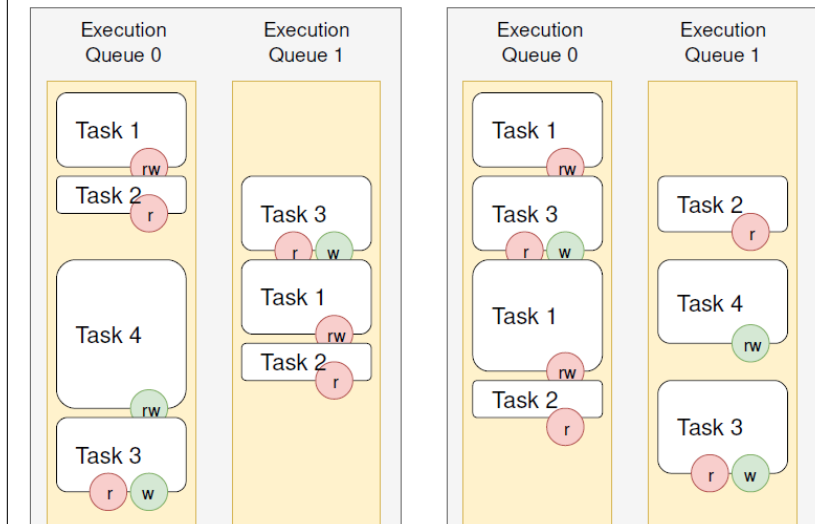 Execution
Queue 0
Execution
Queue 1
Task 1
rw
Task 2
r
Task 4
rw
Task 3
r
w
Task 3
r
w
Task 1
rw
Task 2
r
Execution
Queue 0
Execution
Queue 1
Task 1
rw
Task 3
r
w
Task 1
rw
Task 2
r
Task 2
r
Task 4
rw
Task 3
r
w